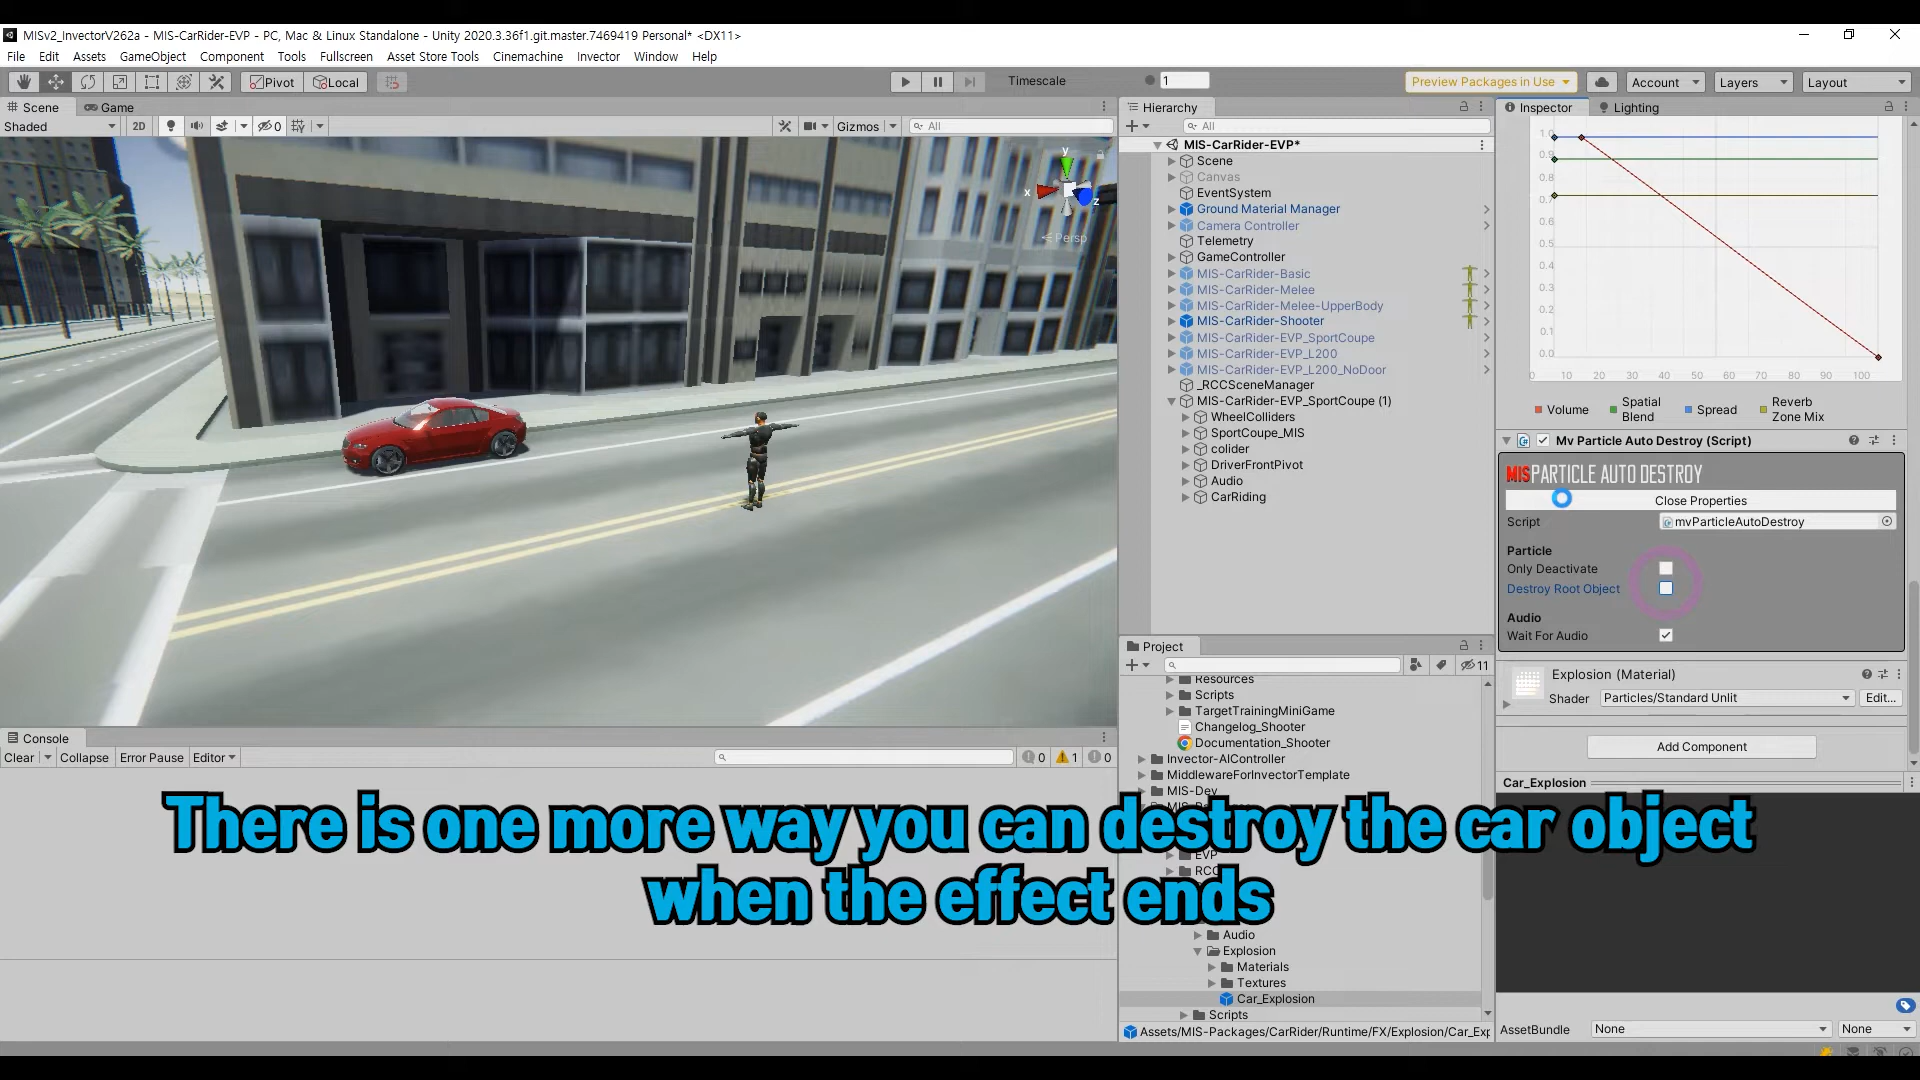 MISv2_InvectorV262a - MIS-CarRider-EVP - PC, Mac & Linux Standalone - Unity 2020.3.36f1.git.master.7469419 Personal* <DX11>
File Edit Assets GameObject Component Tools Fullscreen Asset Store Tools Cinemachine Invector Window Help
Pivot Local Timescale 1 Preview Packages in Use Account Layers Layout
Scene Game
Shaded 2D 0 Gizmos All
y
x
z
Persp
Hierarchy
All
MIS-CarRider-EVP*
Scene
Canvas
EventSystem
Ground Material Manager
Camera Controller
Telemetry
GameController
MIS-CarRider-Basic
MIS-CarRider-Melee
MIS-CarRider-Melee-UpperBody
MIS-CarRider-Shooter
MIS-CarRider-EVP_SportCoupe
MIS-CarRider-EVP_L200
MIS-CarRider-EVP_L200_NoDoor
_RCCSceneManager
MIS-CarRider-EVP_SportCoupe (1)
WheelColliders
SportCoupe_MIS
colider
DriverFrontPivot
Audio
CarRiding
Project
11
Resources
Scripts
TargetTrainingMiniGame
Changelog_Shooter
Documentation_Shooter
Invector-AIController
MiddlewareForInvectorTemplate
MIS-Dev
EVP
Audio
Explosion
Materials
Textures
Car_Explosion
Scripts
Assets/MIS-Packages/CarRider/Runtime/FX/Explosion/Car_Exp
Inspector Lighting
1.0
0.9
0.8
0.7
0.6
0.5
0.4
0.3
0.2
0.1
0.0
0 10 20 30 40 50 60 70 80 90 100
Volume Spatial Blend Spread Reverb Zone Mix
Mv Particle Auto Destroy (Script)
MIS PARTICLE AUTO DESTROY
Close Properties
Script mvParticleAutoDestroy
Particle
Only Deactivate
Destroy Root Object
Audio
Wait For Audio
Explosion (Material)
Shader Particles/Standard Unlit Edit...
Add Component
Car_Explosion
AssetBundle None None
Console
Clear Collapse Error Pause Editor 0 1 0
There is one more way you can destroy the car object
when the effect ends